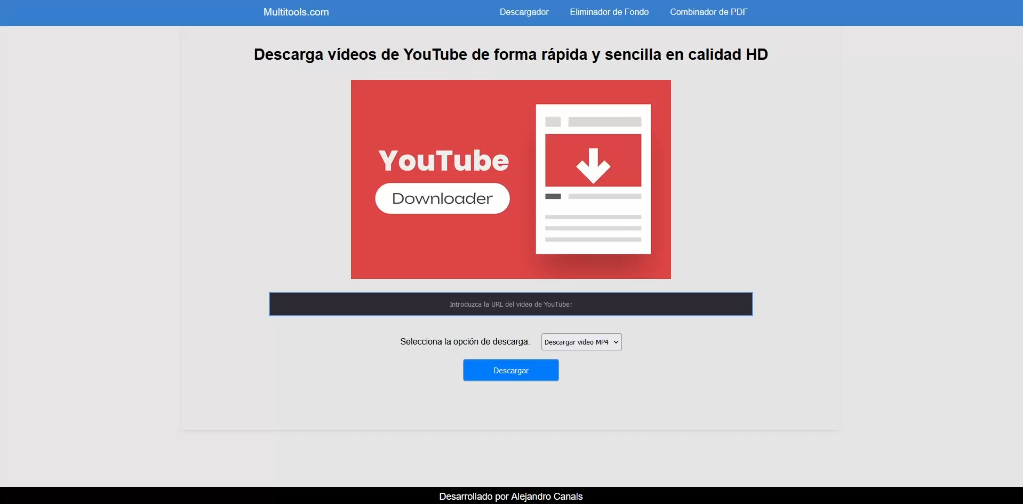 Multitools.com
Descargador
Eliminador de Fondo
Combinador de PDF
Descarga vídeos de YouTube de forma rápida y sencilla en calidad HD
YouTube
Downloader
Introduzca la URL del video de YouTube:
Selecciona la opción de descarga:
Descargar video MP4
Descargar
Desarrollado por Alejandro Canals